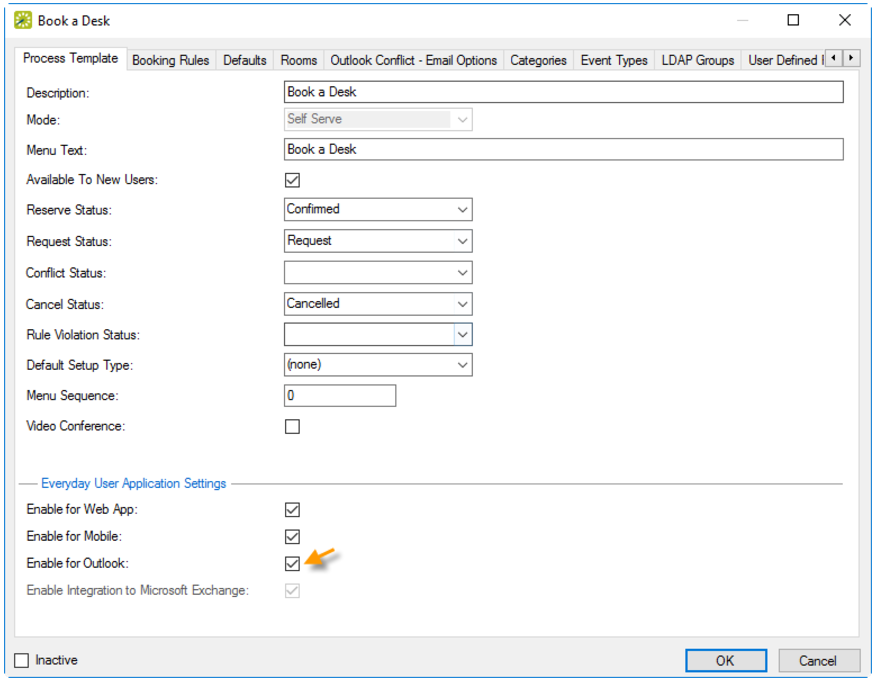 Book a Desk
Process Template Booking Rules Defaults Rooms Outlook Conflict - Email Options Categories Event Types LDAP Groups User Defined
Description: Book a Desk
Mode: Self Serve
Menu Text: Book a Desk
Available To New Users:
Reserve Status: Confirmed
Request Status: Request
Conflict Status:
Cancel Status: Cancelled
Rule Violation Status:
Default Setup Type: (none)
Menu Sequence: 0
Video Conference:
Everyday User Application Settings
Enable for Web App:
Enable for Mobile:
Enable for Outlook:
Enable Integration to Microsoft Exchange:
Inactive OK Cancel